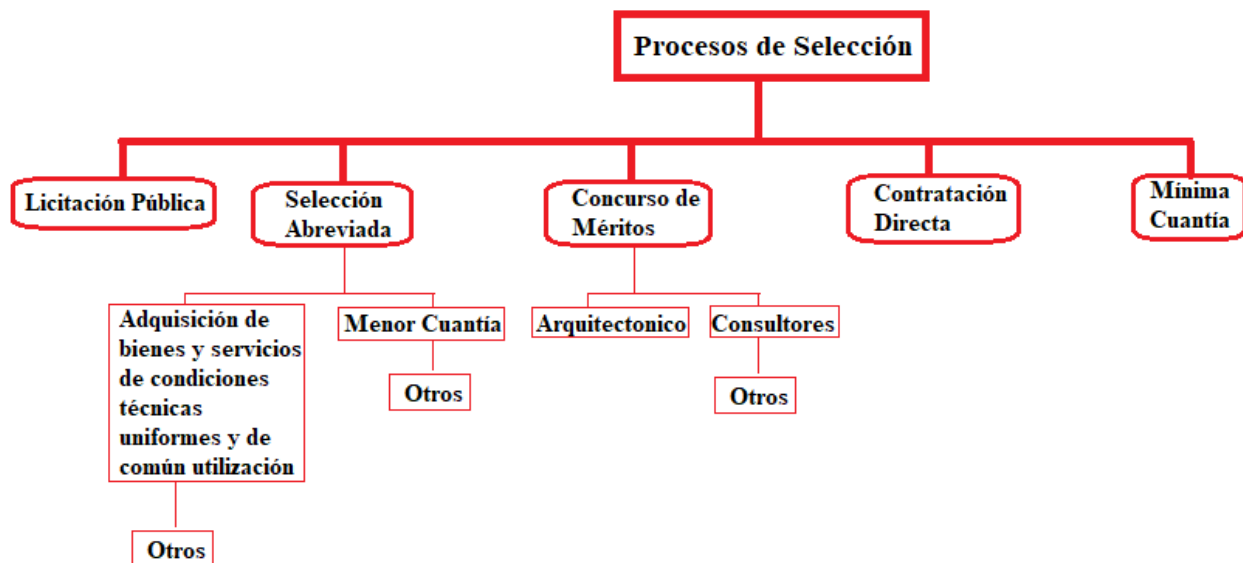 Procesos de Selección
Licitación Pública
Selección
Abreviada
Concurso de
Méritos
Contratación
Directa
Mínima
Cuantía
Adquisición de
bienes y servicios
de condiciones
técnicas
uniformes y de
común utilización
Menor Cuantía
Arquitectonico
Consultores
Otros
Otros
Otros